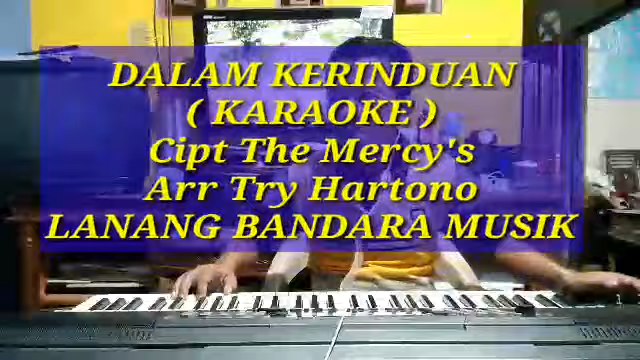 DALAM KERINDUAN
( KARAOKE )
Cipt The Mercy's
Arr Try Hartono
LANANG BANDARA MUSIK